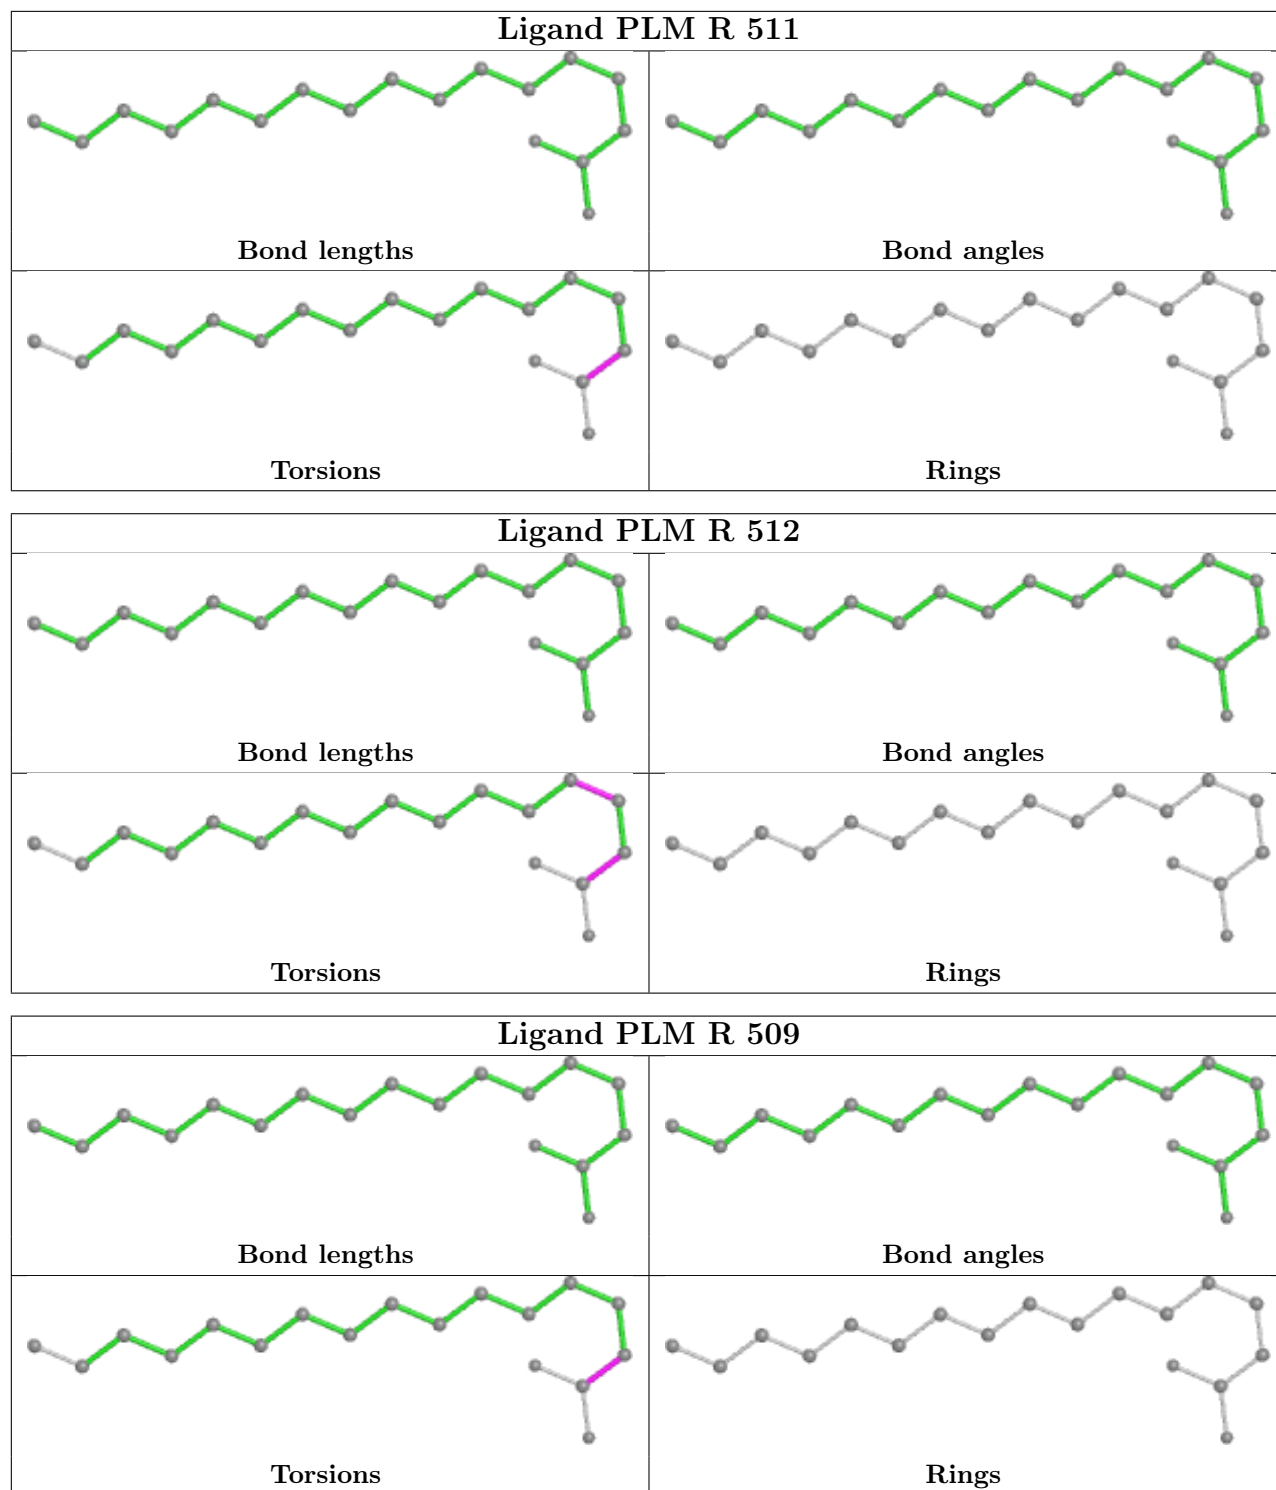 Ligand PLM R 511
Bond lengths
Bond angles
Torsions
Rings
Ligand PLM R 512
Bond lengths
Bond angles
Torsions
Rings
Ligand PLM R 509
Bond lengths
Bond angles
Torsions
Rings